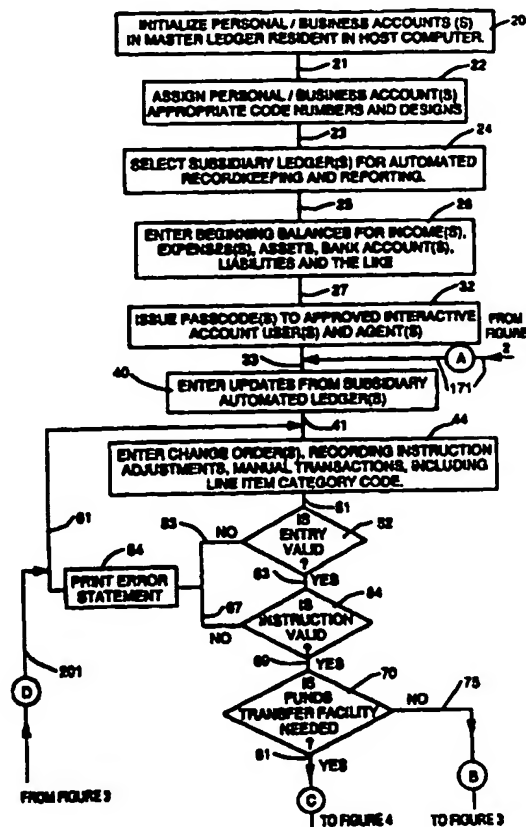 INITIALIZE PERSONAL / BUSINESS ACCOUNTS (S)
IN MASTER LEDGER RESIDENT IN HOST COMPUTER.
20
21
22
ASSIGN PERSONAL / BUSINESS ACCOUNT(S)
APPROPRIATE CODE NUMBERS AND DESIGNS
23
24
SELECT SUBSIDIARY LEDGER(S) FOR AUTOMATED
RECORDKEEPING AND REPORTING.
25
26
ENTER BEGINNING BALANCES FOR INCOME(S),
EXPENSES(S), ASSETS, BANK ACCOUNT(S),
LIABILITIES AND THE LIKE
27
32
ISSUE PASSCODE(S) TO APPROVED INTERACTIVE
ACCOUNT USER(S) AND AGENT(S)
FROM
FIGURE
2
A
33
171
40
ENTER UPDATES FROM SUBSIDIARY
AUTOMATED LEDGER(S)
41
44
ENTER CHANGE ORDER(S), RECORDING INSTRUCTION
ADJUSTMENTS, MANUAL TRANSACTIONS, INCLUDING
LINE ITEM CATEGORY CODE.
61
IS
ENTRY
VALID
?
NO
YES
PRINT ERROR
STATEMENT
67
IS
INSTRUCTION
VALID
?
NO
YES
70
IS
FUNDS
TRANSFER FACILITY
NEEDED
?
NO
75
YES
201
D
B
C
FROM FIGURE 3
TO FIGURE 4
TO FIGURE 3